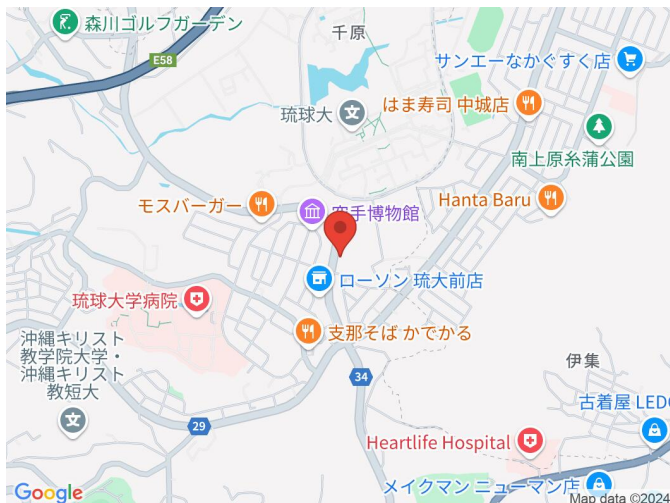 森川ゴルフガーデン
千原
サンエーなかぐすく店
E58
琉球大
はま寿司 中城店
南上原糸蒲公園
モスバーガー
空手博物館
Hanta Baru
ローソン 琉大前店
琉球大学病院
支那そば かでかる
沖縄キリスト
教学院大学・
沖縄キリスト
教短大
伊集
34
古着屋 LEDO
29
Heartlife Hospital
メイクマン ニューマン店
Google
Map data ©2024